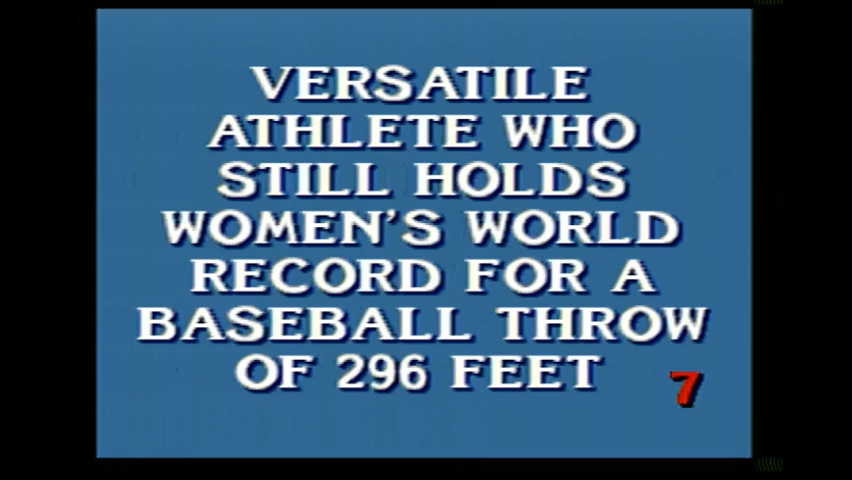 VERSATILE
ATHLETE WHO
STILL HOLDS
WOMEN'S WORLD
RECORD FOR A
BASEBALL THROW
OF 296 FEET
7